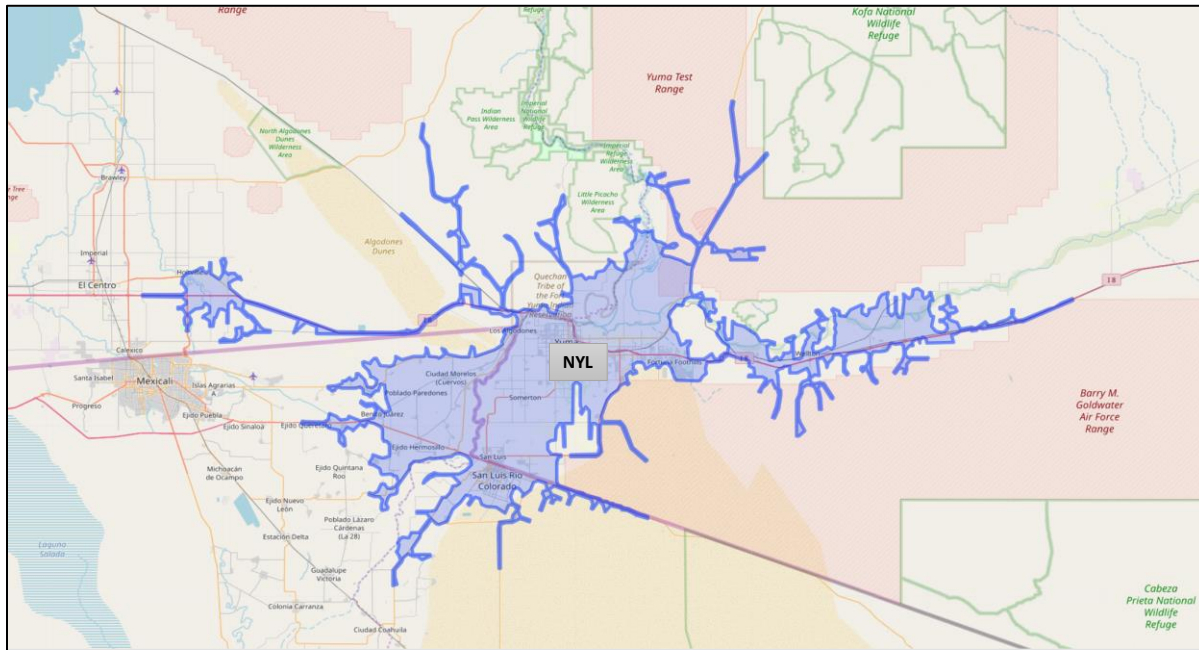 Range
Refuge
Kofa National
Wildlife
Refuge
Yuma Test
Range
Indian
Pass Wilderness
Area
Imperial
National
Wildlife
Refuge
North Algodones
Dunes
Wilderness
Area
Imperial
Refuge
Wilderness
Area
Little Picacho
Wilderness
Area
Brawley
Algodones
Dunes
Imperial
El Centro
Quechan
Tribe of
the Fort
Yuma
18
Los Algodones
Yuma
NYL
Fortuna Foothills
Calexico
Mexicali
Santa Isabel
Islas Agrarias
A
Progreso
Ejido Puebla
Ciudad Morelos
(Cuervos)
Poblado Paredones
Somerton
Benito Juárez
Ejido Sinaloa
Ejido Hermosillo
San Luis
San Luis Río
Colorado
Barry M.
Goldwater
Air Force
Range
Michoacán
de Ocampo
Ejido Quintana
Roo
Ejido Nuevo
León
Poblado Lázaro
Cárdenas
(La 28)
Estación Delta
Laguna
Salada
Guadalupe
Victoria
Colonia Carranza
Ciudad Coahuila
Cabeza
Prieta National
Wildlife
Refuge